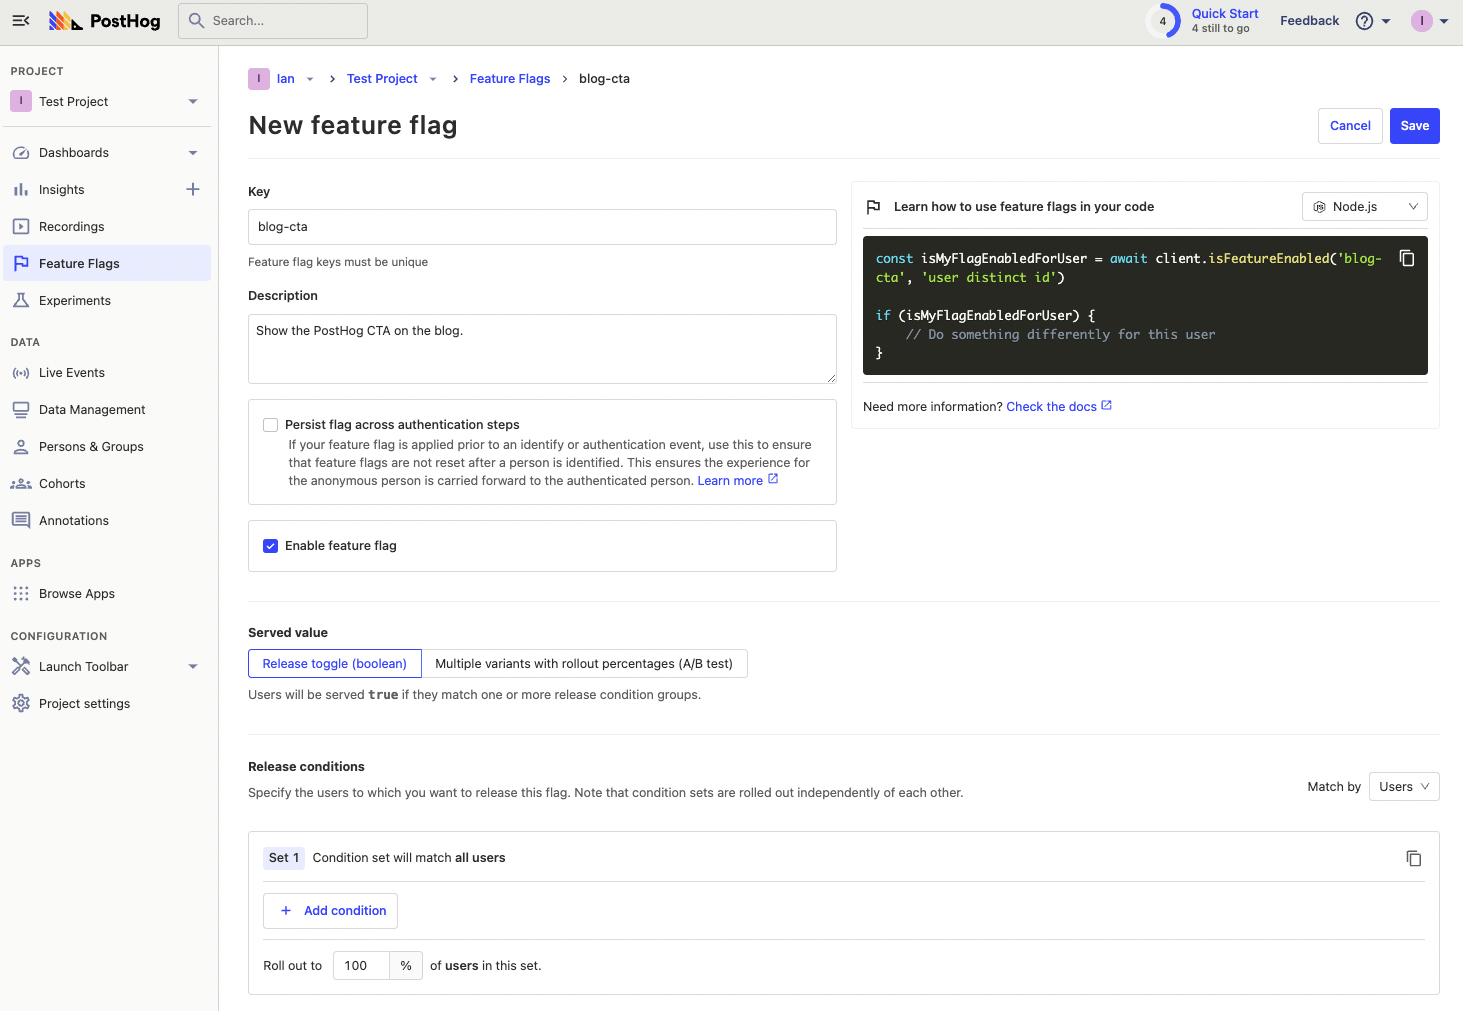 PostHog
Search...
4
Quick Start
4 still to go
Feedback
I
PROJECT
I Test Project
Dashboards
Insights
Recordings
Feature Flags
Experiments
DATA
Live Events
Data Management
Persons & Groups
Cohorts
Annotations
APPS
Browse Apps
CONFIGURATION
Launch Toolbar
Project settings
I Ian > Test Project > Feature Flags > blog-cta
New feature flag
Cancel
Save
Key
blog-cta
Feature flag keys must be unique
Description
Show the PostHog CTA on the blog.
Persist flag across authentication steps
If your feature flag is applied prior to an identify or authentication event, use this to ensure
that feature flags are not reset after a person is identified. This ensures the experience for
the anonymous person is carried forward to the authenticated person. Learn more
Enable feature flag
Learn how to use feature flags in your code
Node.js
const isMyFlagEnabledForUser = await client.isFeatureEnabled('blog-
cta', 'user distinct id')
if (isMyFlagEnabledForUser) {
// Do something differently for this user
}
Need more information? Check the docs
Served value
Release toggle (boolean)
Multiple variants with rollout percentages (A/B test)
Users will be served true if they match one or more release condition groups.
Release conditions
Specify the users to which you want to release this flag. Note that condition sets are rolled out independently of each other.
Match by Users
Set 1 Condition set will match all users
+ Add condition
Roll out to 100 % of users in this set.